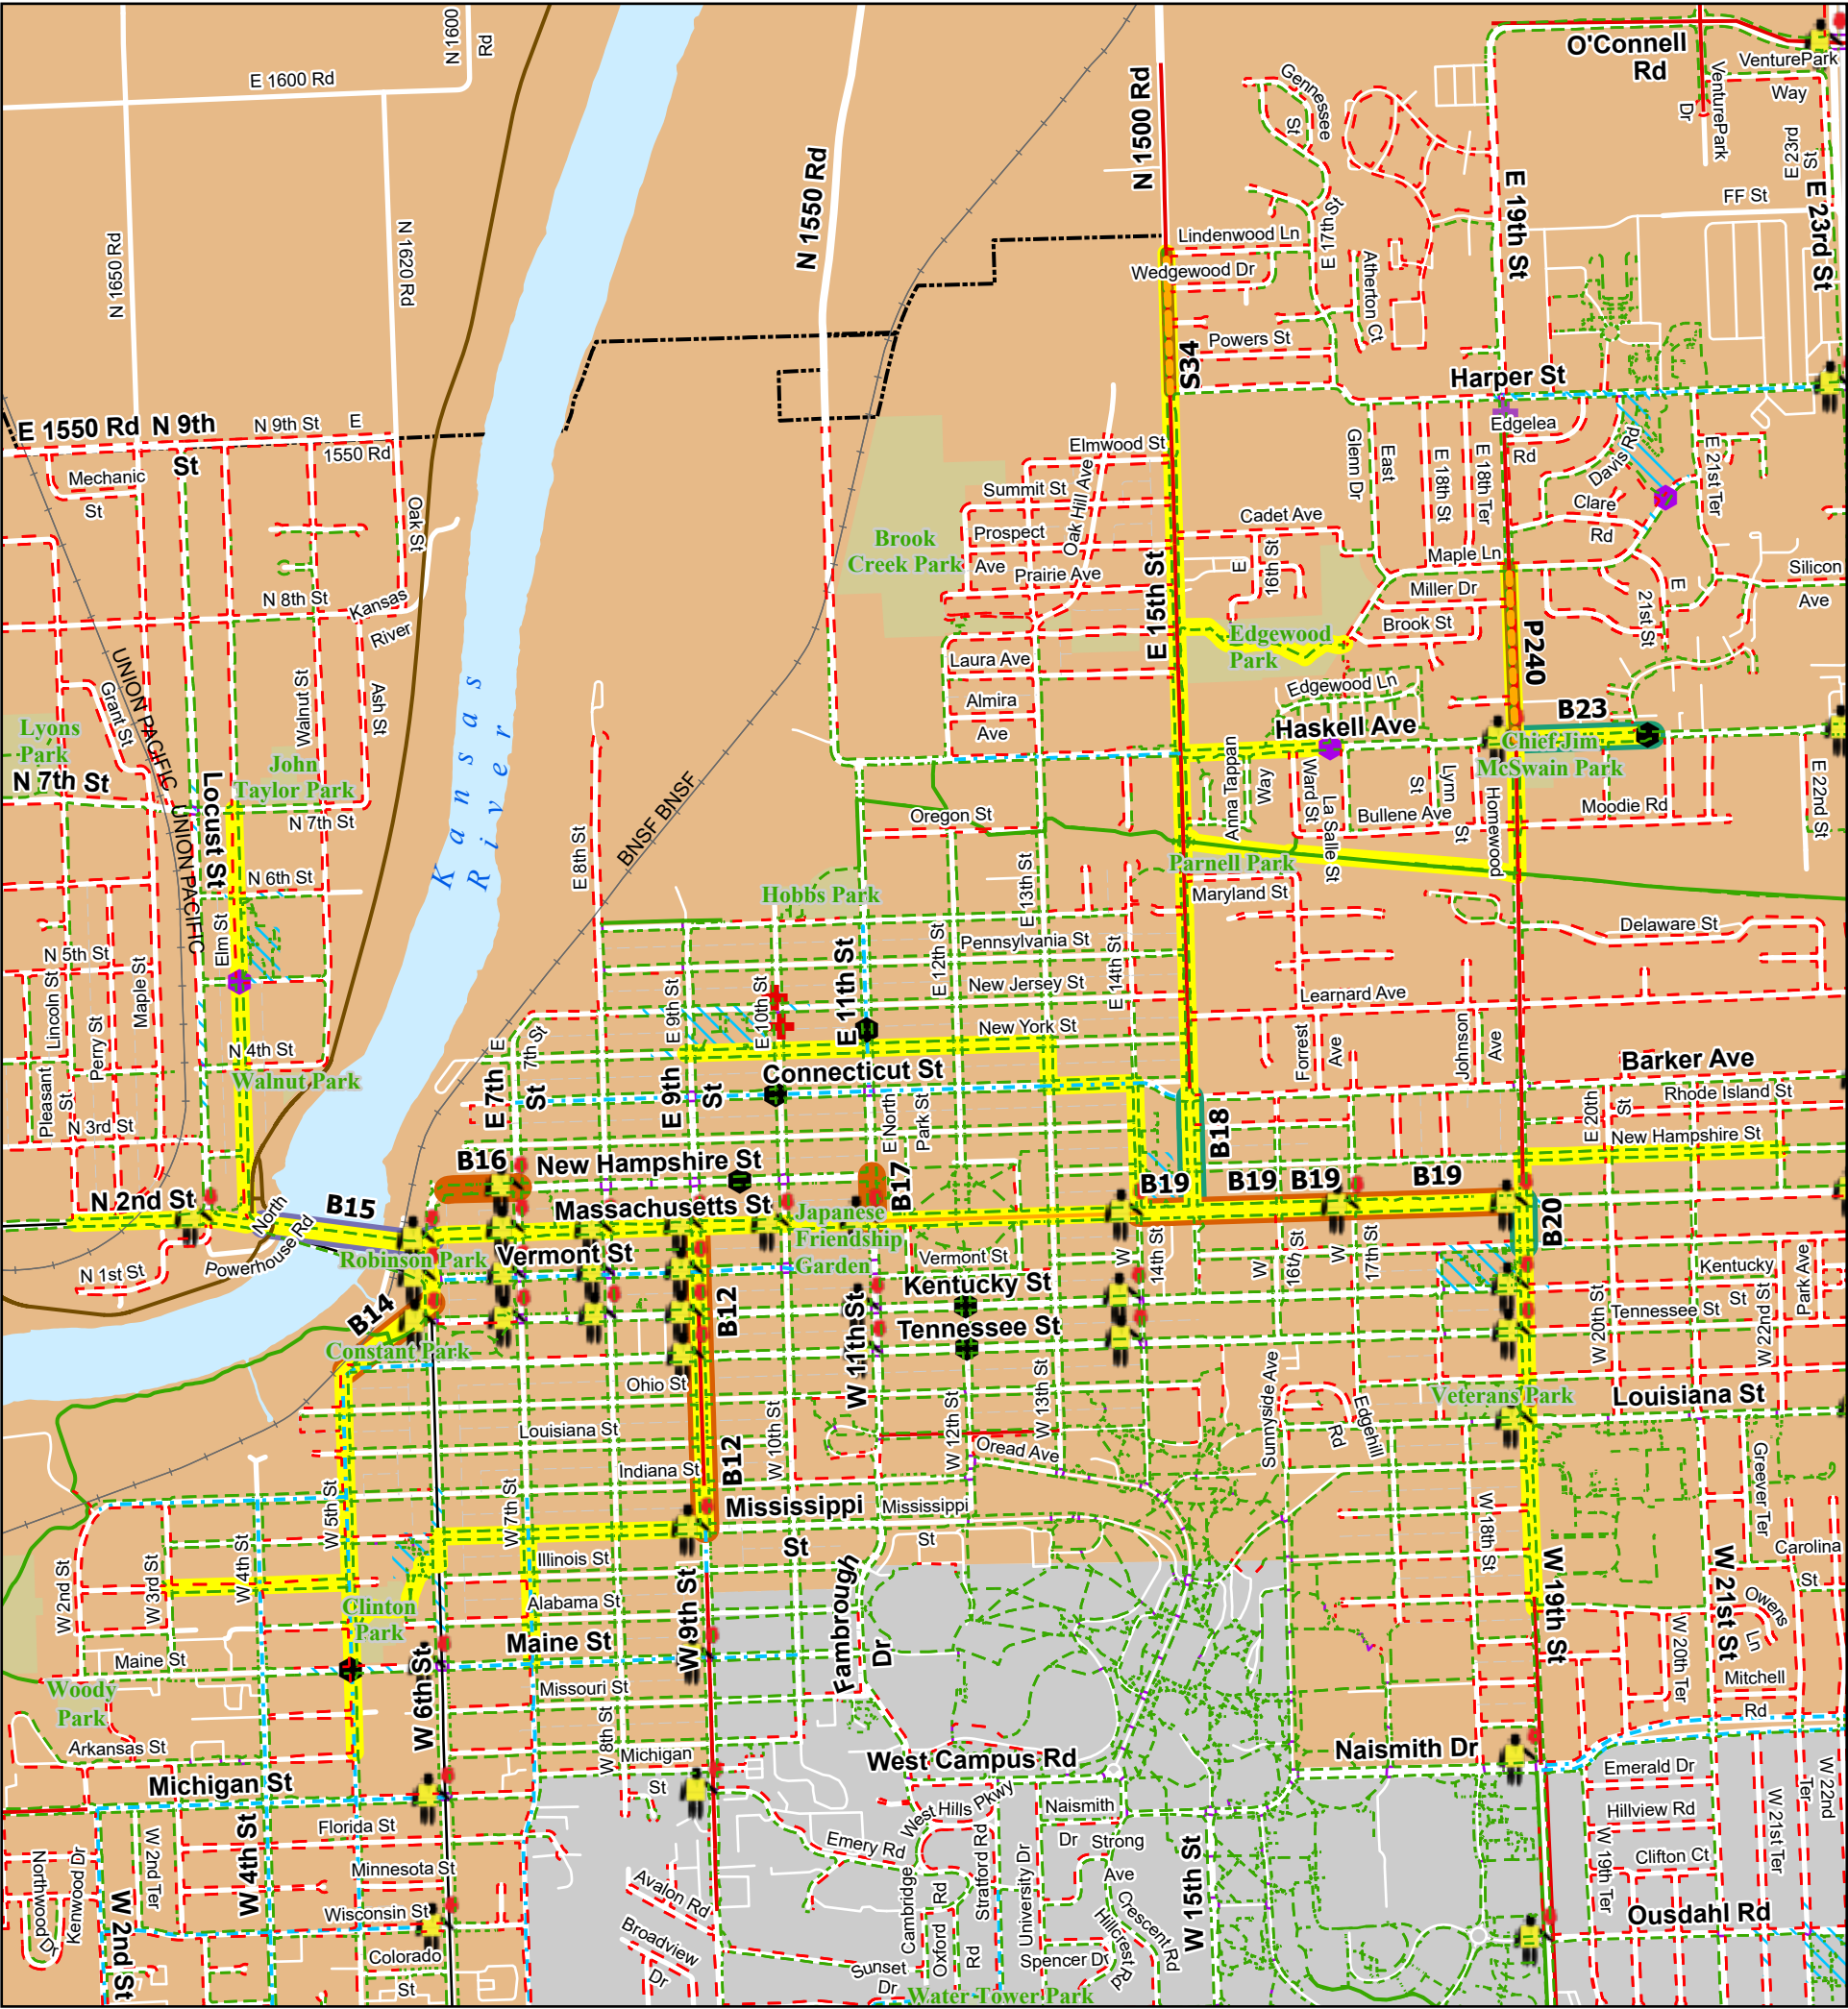 N 1600
Rd
E 1600 Rd
N 1650 Rd
N 1620 Rd
N 1550 Rd
N 1500 Rd
Gennessee
St
O'Connell
Rd
VenturePark
Way
VenturePark
Dr
E 23rd
St
E 19th St
E 23rd St
FF St
Lindenwood Ln
E 17th St
Wedgewood Dr
Atherton Ct
Powers St
S34
Harper St
Edgelea
Rd
E 1550 Rd
N 9th
St
N 9th St
E
1550 Rd
Mechanic
St
Oak St
Elmwood St
Summit St
Oak Hill Ave
Prospect
Ave
Prairie Ave
Brook
Creek Park
Cadet Ave
Glenn Dr
East
E 18th St
E 18th Ter
Davis Rd
Clare
Rd
E 21st Ter
Maple Ln
Miller Dr
Brook St
E
16th St
E
21st St
Silicon
Ave
N 8th St
Kansas
River
E 15th St
Edgewood
Park
P240
Laura Ave
Almira
Ave
Edgewood Ln
Haskell Ave
B23
Chief Jim
McSwain Park
UNION PACIFIC
UNION PACIFIC
Grant St
Walnut St
Ash St
Lyons
Park
John
Taylor Park
N 7th St
N 7th St
Locust St
Kansas
River
BNSF BNSF
E 8th St
Oregon St
Anna Tappan
Way
Ward St
La Salle St
St
Lynn
St
Bullene Ave
Homewood
Moodie Rd
E 22nd St
N 6th St
Elm St
Hobbs Park
E 13th St
Parnell Park
Maryland St
Delaware St
N 5th St
Lincoln St
Perry St
Maple St
Pennsylvania St
E 12th St
E 14th St
New Jersey St
New York St
Learnard Ave
E 9th St
E 10th St
E 11th St
N 4th St
Walnut Park
Pleasant
St
N 3rd St
E
7th St
E 7th
St
E 9th
St
Connecticut St
E North
Park St
Forrest
Ave
Johnson
Ave
Barker Ave
Rhode Island St
E 20th
St
New Hampshire St
B16
New Hampshire St
B17
B18
B19
B19
B19
B19
B20
N 2nd St
North
Powerhouse Rd
B15
Massachusetts St
Japanese
Friendship
Garden
Robinson Park
Vermont St
Vermont St
N 1st St
B14
Constant Park
Kentucky St
Tennessee St
W
14th St
W
16th St
W
17th St
Kentucky
St
Tennessee St
Park Ave
W 20th St
W 22nd St
B12
W 11th St
Ohio St
W 13th St
Sunnyside Ave
Veterans Park
Louisiana St
Louisiana St
W 10th St
W 12th St
Oread Ave
Edgehill
Rd
Greever Ter
Indiana St
B12
W 5th St
W 7th St
Mississippi
St
Mississippi
St
W 18th St
W 2nd St
W 3rd St
W 4th St
Illinois St
Alabama St
Clinton
Park
W 9th St
Fambrough
Dr
W 19th St
W 21st St
Carolina
St
Owens
Ln
W 20th Ter
Maine St
Maine St
W 6th St
Woody
Park
Missouri St
Mitchell
Rd
Arkansas St
W 8th St
Michigan
St
West Campus Rd
Naismith Dr
Michigan St
Emerald Dr
W 22nd
Ter
Florida St
West Hills Pkwy
Naismith
Dr
Hillview Rd
W 2nd Ter
W 4th St
Emery Rd
Strong
Ave
W 15th St
W 19th Ter
W 21st Ter
Minnesota St
Clifton Ct
Northwood Dr
Kenwood Dr
W 2nd St
Wisconsin St
Colorado
St
Avalon Rd
Broadview
Dr
Cambridge
Rd
Oxford Rd
Stratford Rd
University Dr
Crescent Rd
Hillcrest Rd
Spencer Dr
Sunset
Dr
Ousdahl Rd
Water Tower Park